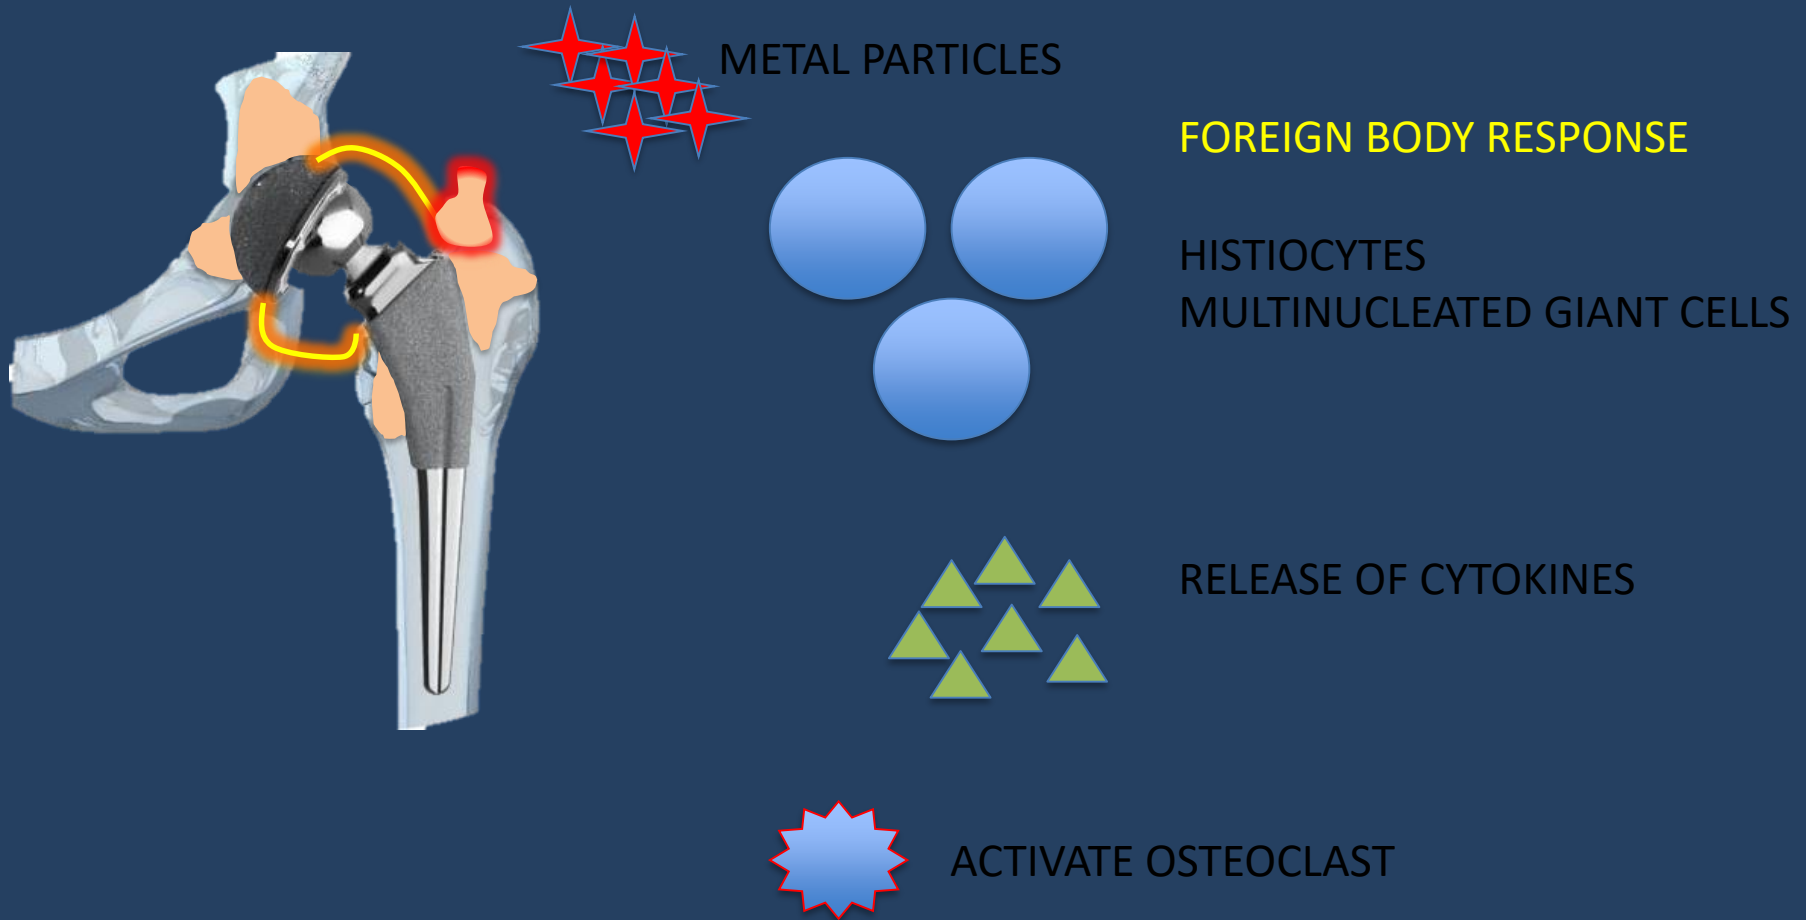 METAL PARTICLES
FOREIGN BODY RESPONSE
HISTIOCYTES
MULTINUCLEATED GIANT CELLS
RELEASE OF CYTOKINES
ACTIVATE OSTEOCLAST